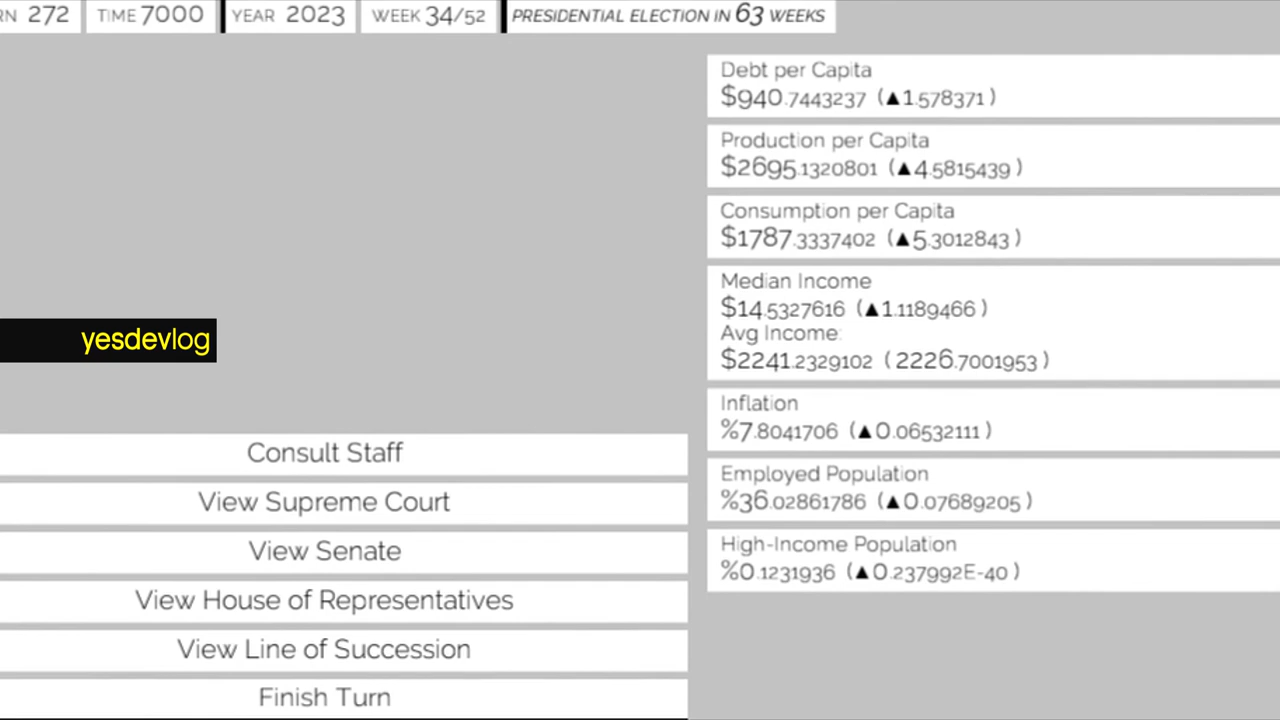 RN 272 TIME 7000 YEAR 2023 WEEK 34/52 PRESIDENTIAL ELECTION IN 63 WEEKS
Debt per Capita
$940.7443237 (▲1.578371 )
Production per Capita
$2695.1320801 (▲4.5815439 )
Consumption per Capita
$1787.3337402 (▲5.3012843 )
Median Income
$14.5327616 (▲1.1189466 )
Avg Income:
$2241.2329102 ( 2226.7001953 )
Inflation
%7.8041706 (▲0.06532111 )
Employed Population
%36.02861786 (▲0.07689205 )
High-Income Population
%0.1231936 (▲0.237992E-40 )
yesdevlog
Consult Staff
View Supreme Court
View Senate
View House of Representatives
View Line of Succession
Finish Turn